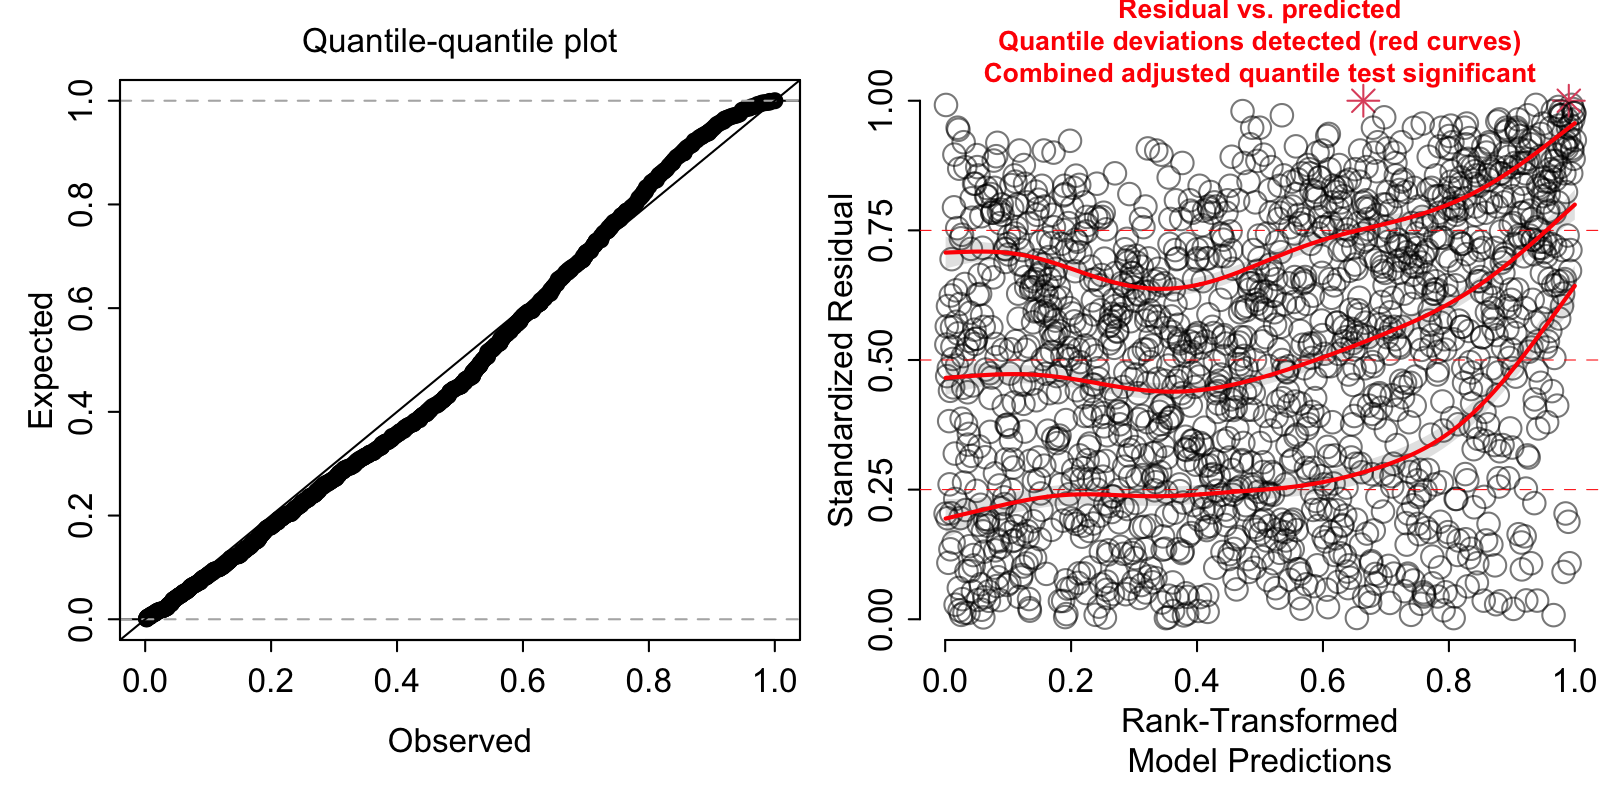 Quantile-quantile plot
Expected
0.0 0.2 0.4 0.6 0.8 1.0
0.0 0.2 0.4 0.6 0.8 1.0
Observed
Residual vs. predicted
Quantile deviations detected (red curves)
Combined adjusted quantile test significant
Standardized Residual
0.00 0.25 0.50 0.75 1.00
0.0 0.2 0.4 0.6 0.8 1.0
Rank-Transformed
Model Predictions